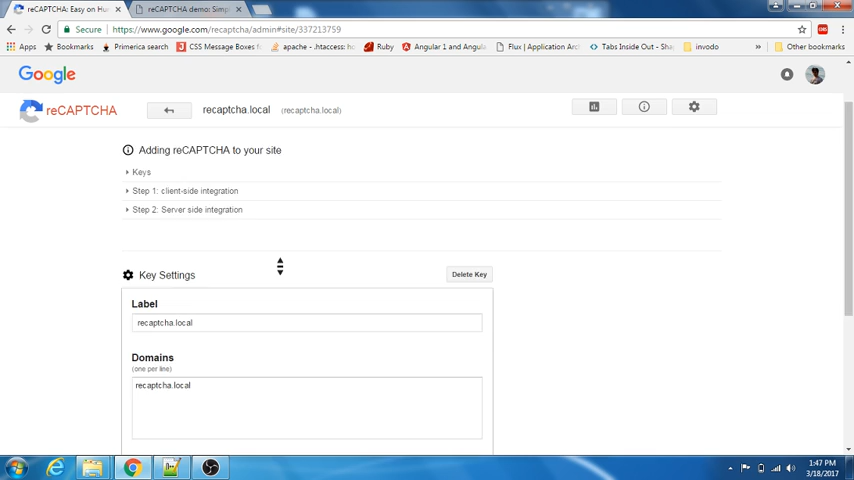 reCAPTCHA: Easy on Hu
reCAPTCHA demo: Simpl
Secure https://www.google.com/recaptcha/admin#site/337213759
Apps Bookmarks Primerica search CSS Message Boxes f apache - .htaccess: h Ruby Angular 1 and Angula Flux | Application Arch Tabs Inside Out - Sha invodo » Other bookmarks
Google
reCAPTCHA recaptcha.local (recaptcha.local)
Adding reCAPTCHA to your site
Keys
Step 1: client-side integration
Step 2: Server side integration
Key Settings Delete Key
Label
recaptcha.local
Domains
(one per line)
recaptcha.local
1:47 PM
3/18/2017